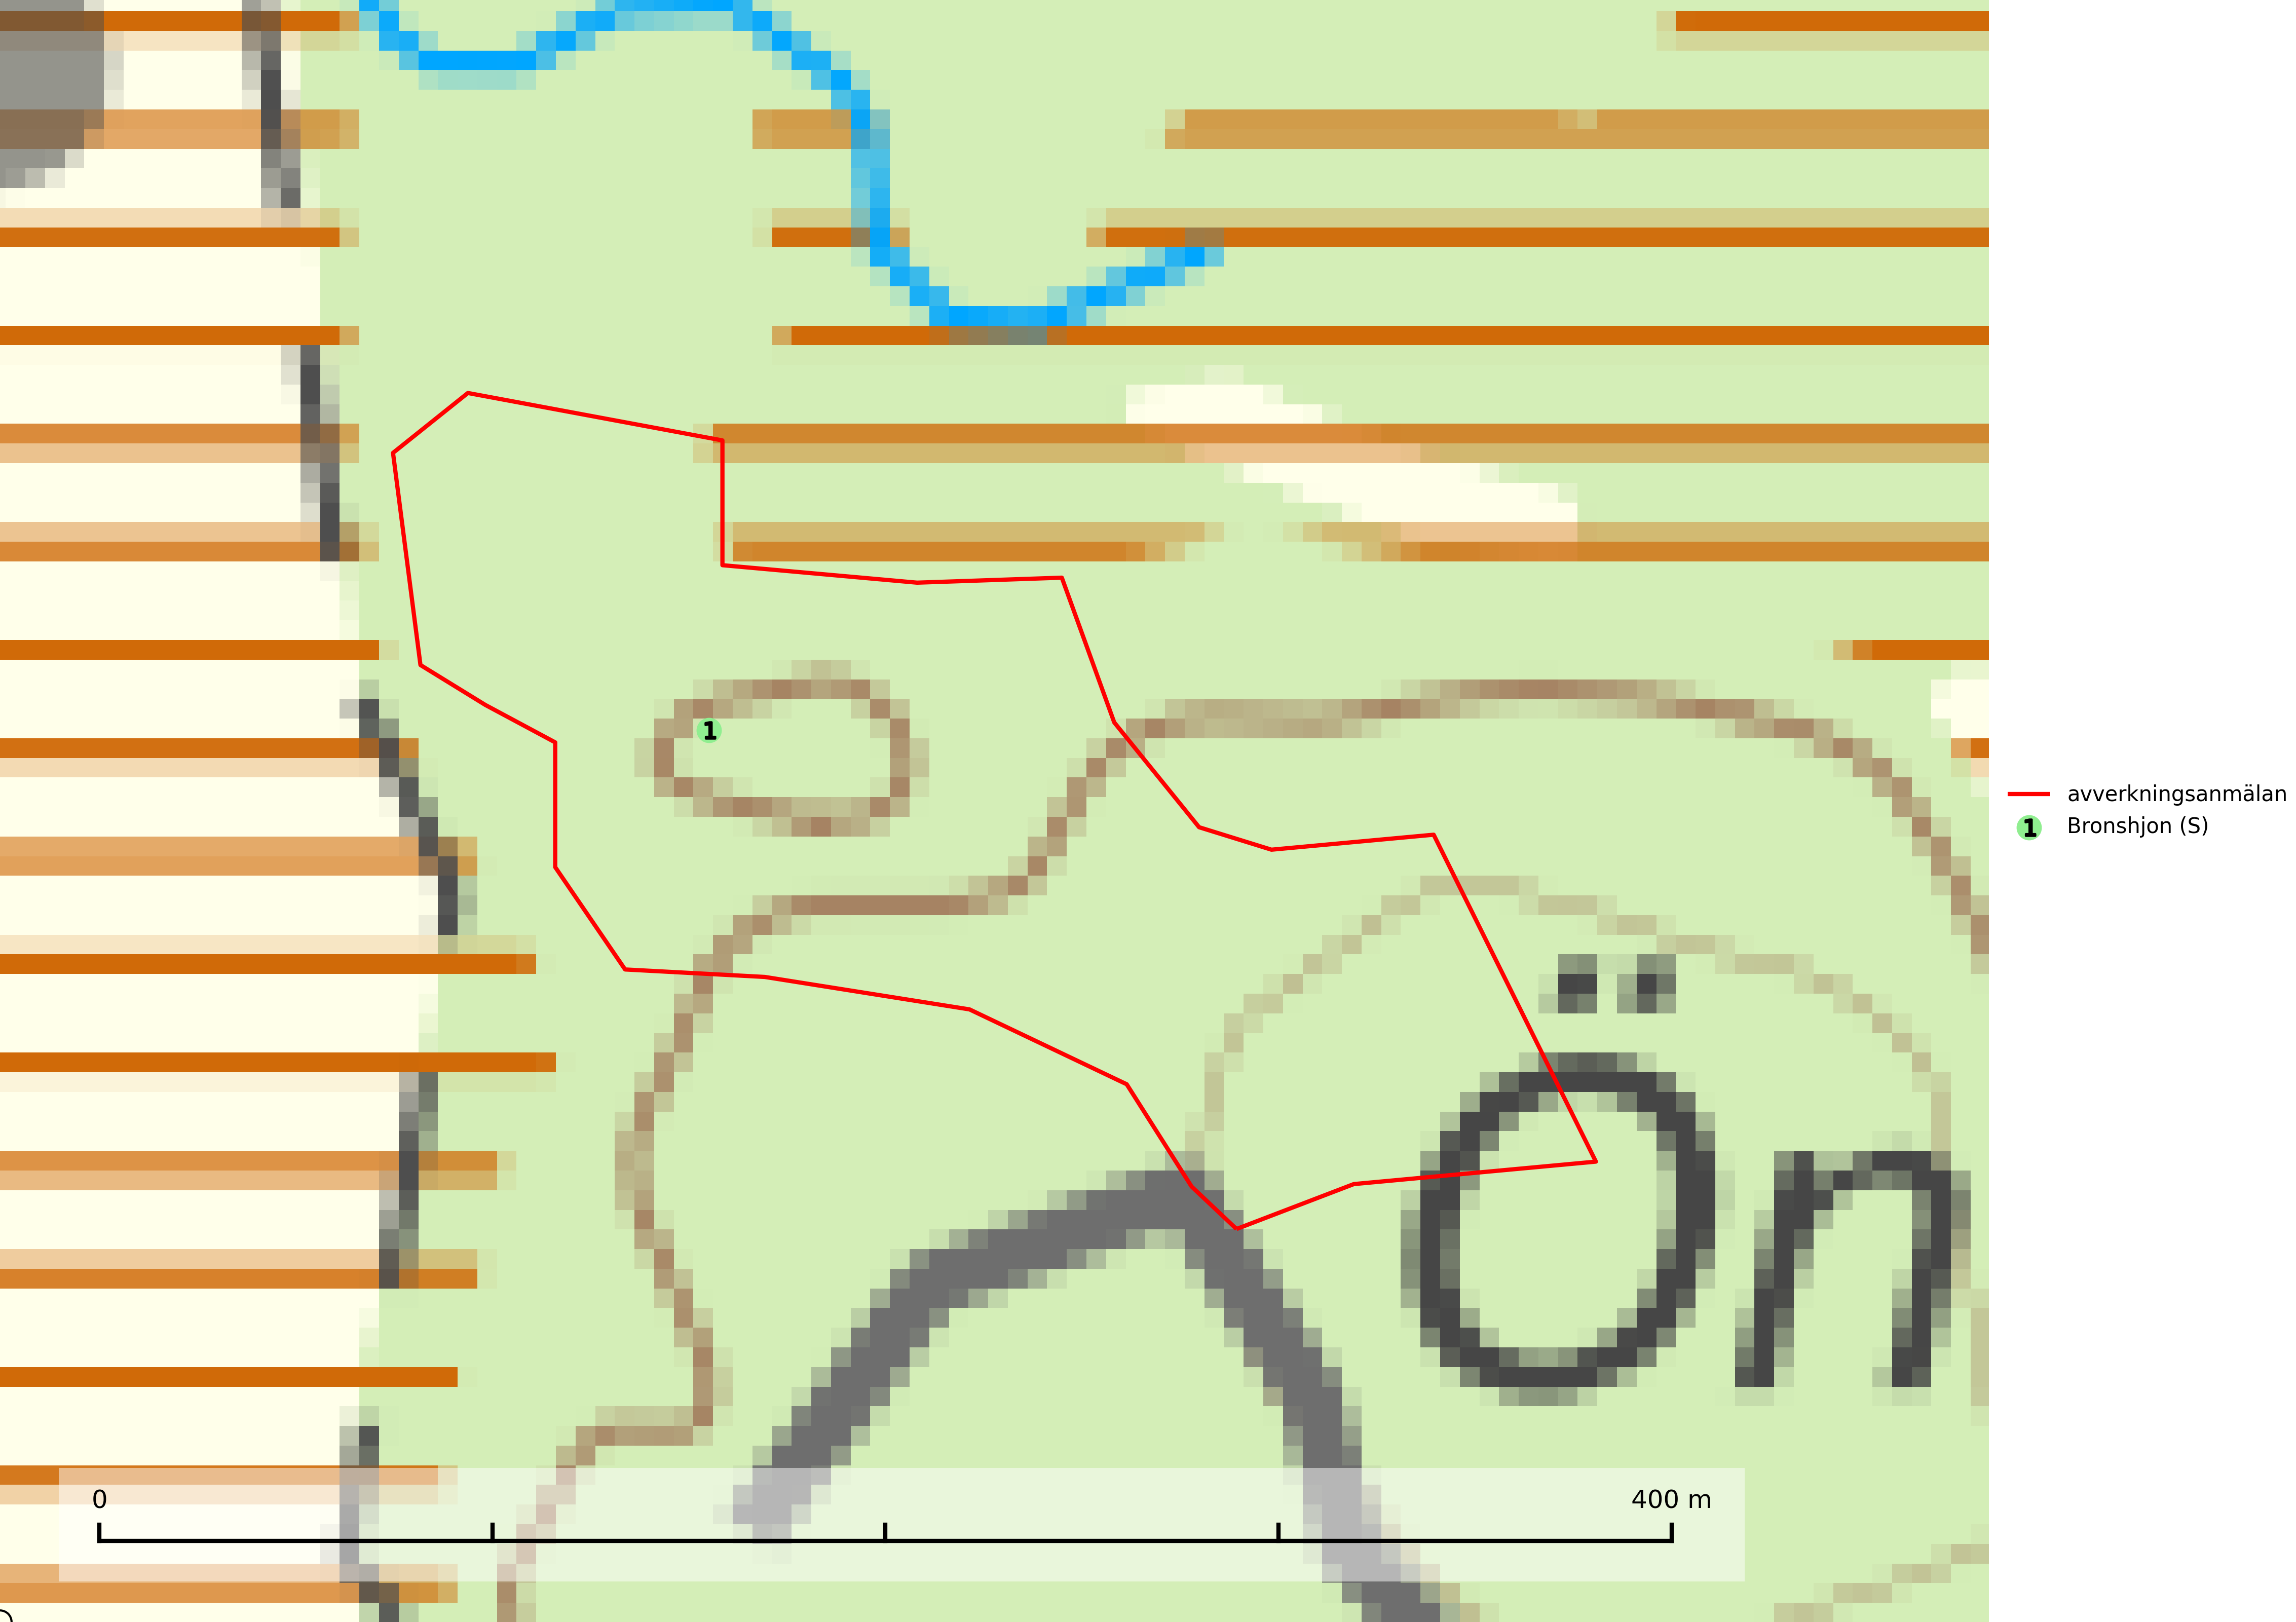 ön
1
avverkningsanmälan
1 Bronshjon (S)
0 400 m